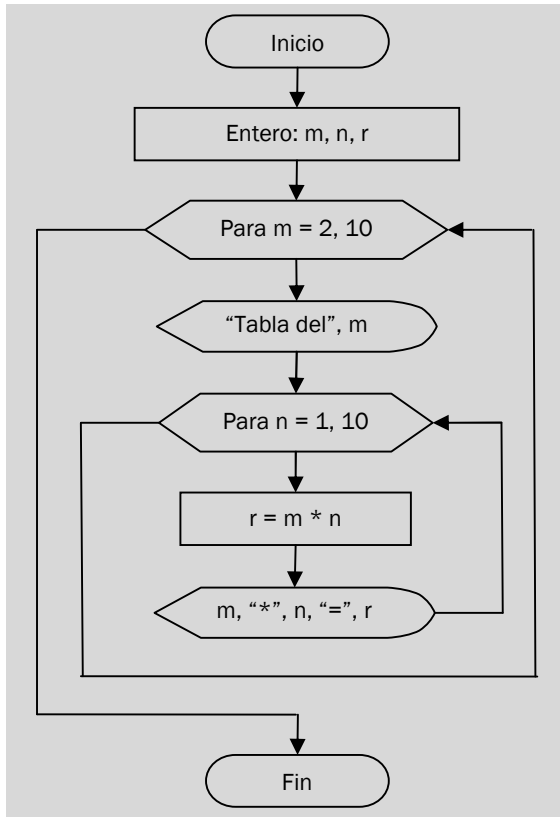 Inicio
Entero: m, n, r
Para m = 2, 10
“Tabla del”, m
Para n = 1, 10
r = m * n
m, “*”, n, “=”, r
Fin